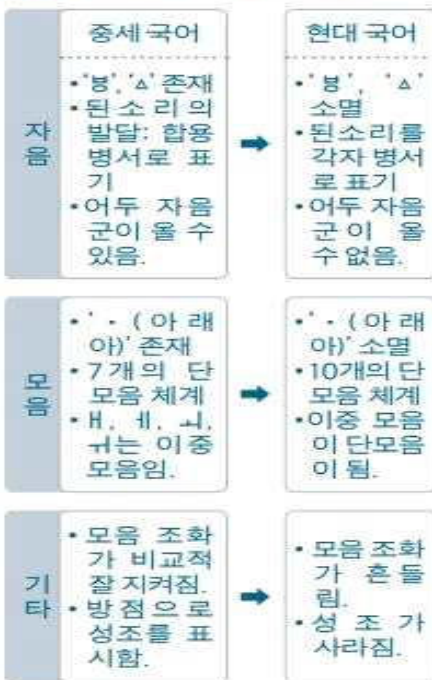 중세 국어
현대 국어
자음
• 'ㅸ', 'ㅿ' 존재
• 된소리의
발달: 합용
병서로 표
기
• 어두 자음
군이 올 수
있음.
• 'ㅸ', 'ㅿ'
소멸
• 된소리를
각자 병서
로 표기
• 어두 자음
군이 올
수 없음.
모음
• 'ㆍ(아래
아)' 존재
• 7개의 단
모음 체계
• ㅐ, ㅔ, ㅚ,
ㅟ는 이중
모음임.
• 'ㆍ(아래
아)' 소멸
• 10개의 단
모음 체계
• 이중 모음
이 단모음
이 됨.
기타
• 모음 조화
가 비교적
잘 지켜짐.
• 방점으로
성조를 표
시함.
• 모음 조화
가 흔들
림.
• 성조가
사라짐.